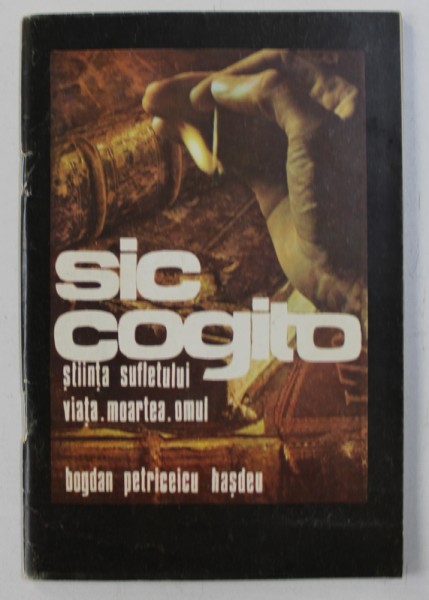 sic
cogito
știința sufletului
viața.moartea.omul
bogdan petriceicu hașdeu